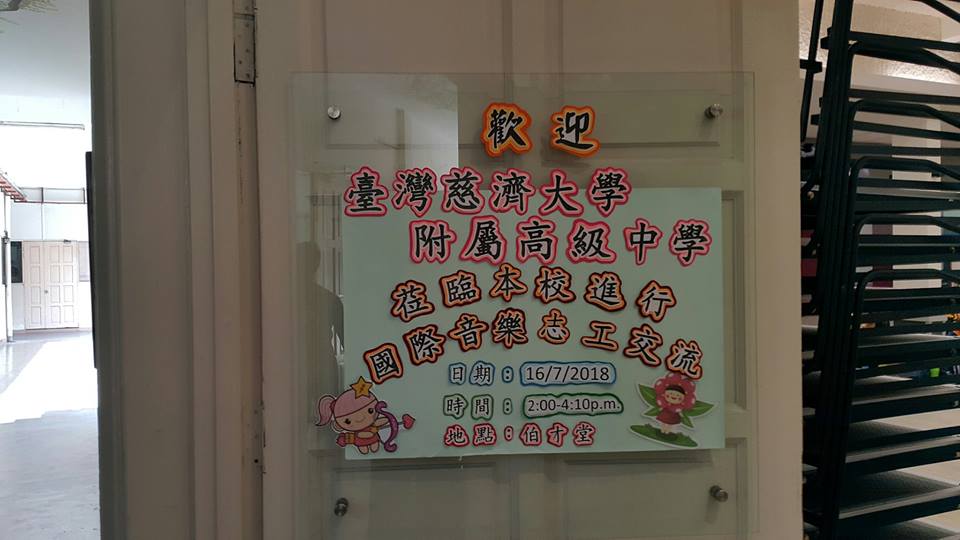 歡迎
臺灣慈濟大學
附屬高級中學
莅臨本校進行
國際音樂志工交流
日期：16/7/2018
時間：2:00-4:10p.m.
地點：伯才堂